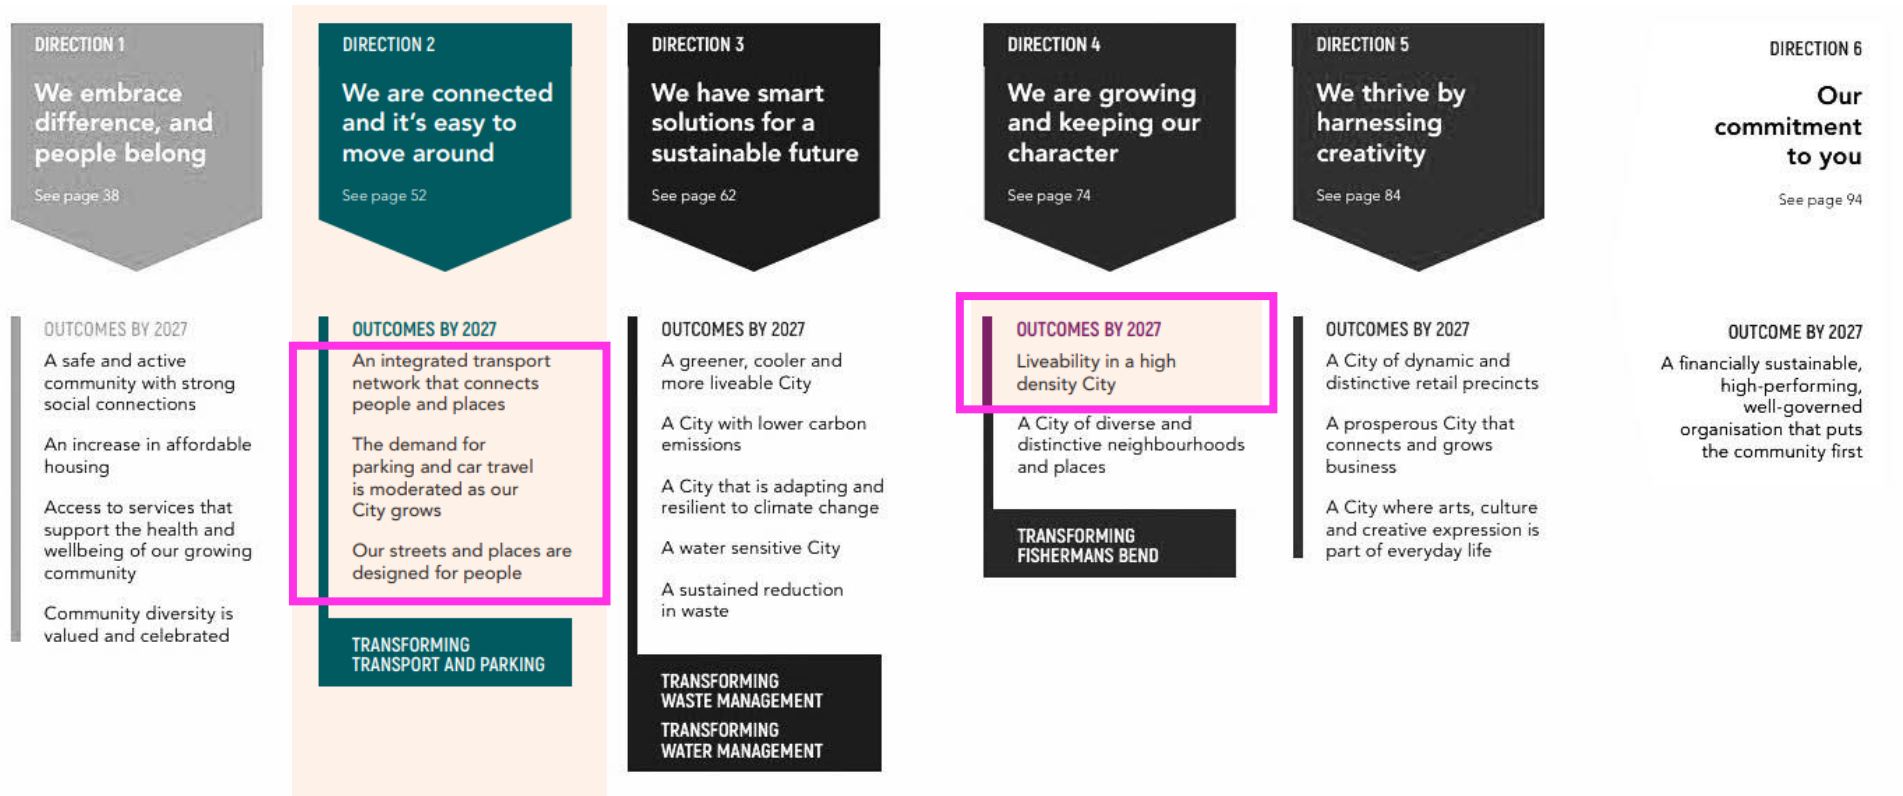 DIRECTION 1
We embrace
difference, and
people belong
See page 38
OUTCOMES BY 2027
A safe and active
community with strong
social connections
An increase in affordable
housing
Access to services that
support the health and
wellbeing of our growing
community
Community diversity is
valued and celebrated
DIRECTION 2
We are connected
and it's easy to
move around
See page 52
OUTCOMES BY 2027
An integrated transport
network that connects
people and places
The demand for
parking and car travel
is moderated as our
City grows
Our streets and places are
designed for people
TRANSFORMING
TRANSPORT AND PARKING
DIRECTION 3
We have smart
solutions for a
sustainable future
See page 62
OUTCOMES BY 2027
A greener, cooler and
more liveable City
A City with lower carbon
emissions
A City that is adapting and
resilient to climate change
A water sensitive City
A sustained reduction
in waste
TRANSFORMING
WASTE MANAGEMENT
TRANSFORMING
WATER MANAGEMENT
DIRECTION 4
We are growing
and keeping our
character
See page 74
OUTCOMES BY 2027
Liveability in a high
density City
A City of diverse and
distinctive neighbourhoods
and places
TRANSFORMING
FISHERMANS BEND
DIRECTION 5
We thrive by
harnessing
creativity
See page 84
OUTCOMES BY 2027
A City of dynamic and
distinctive retail precincts
A prosperous City that
connects and grows
business
A City where arts, culture
and creative expression is
part of everyday life
DIRECTION 6
Our
commitment
to you
See page 94
OUTCOME BY 2027
A financially sustainable,
high-performing,
well-governed
organisation that puts
the community first